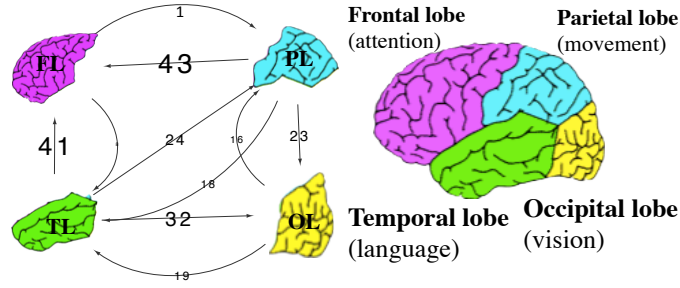 1
FL
PL
43
41
24
16
23
18
TL
32
OL
19
Frontal lobe
(attention)
Parietal lobe
(movement)
Temporal lobe
(language)
Occipital lobe
(vision)